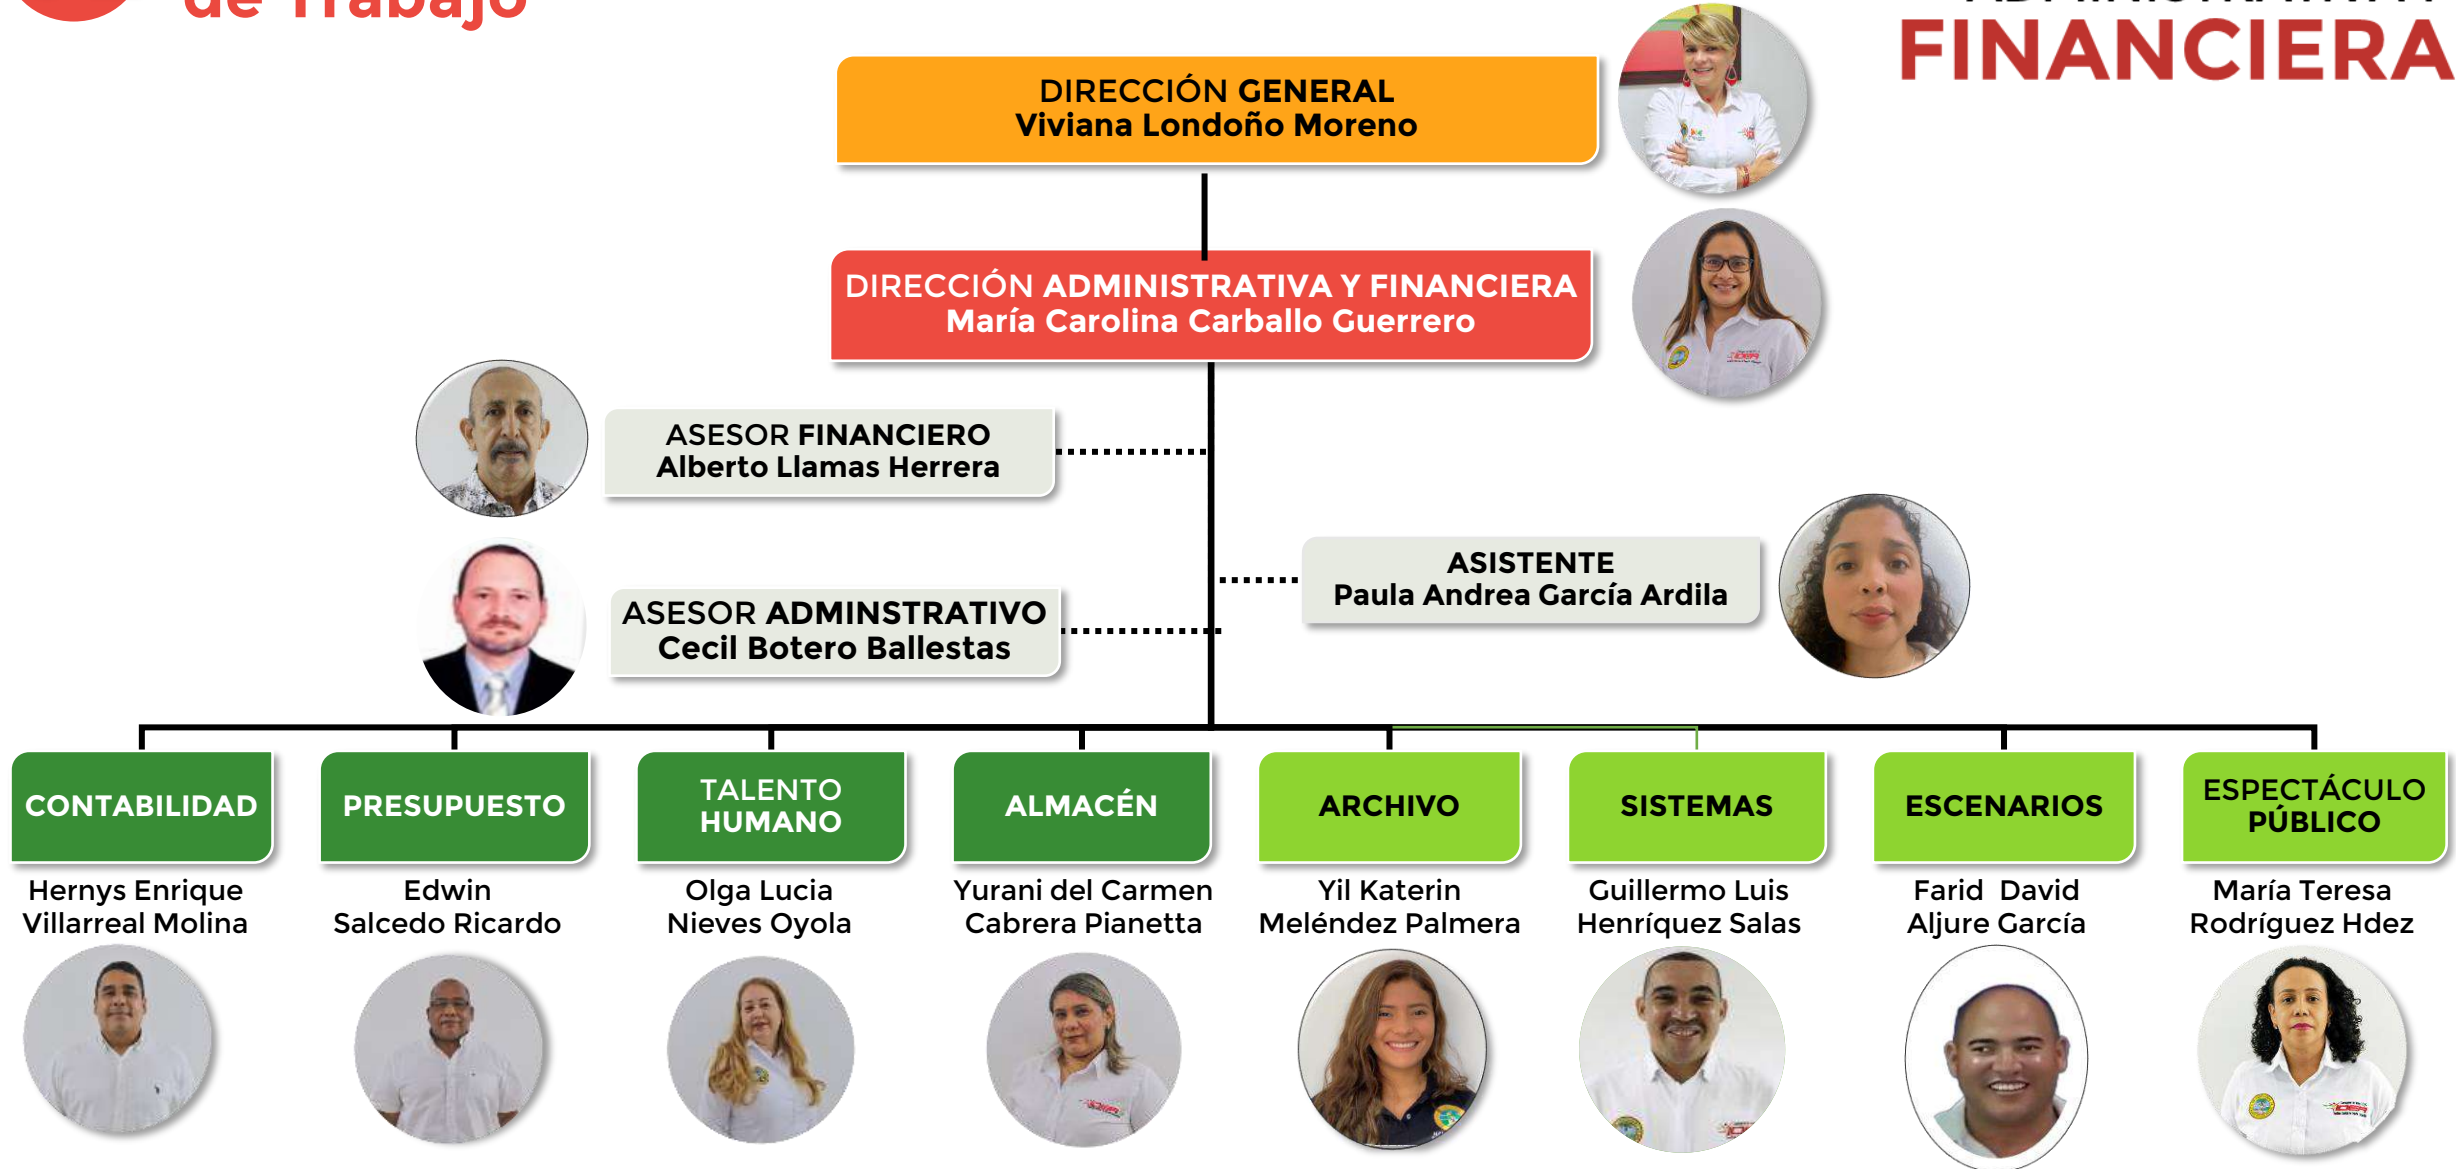 de Trabajo
FINANCIERA
DIRECCIÓN GENERAL
Viviana Londoño Moreno
DIRECCIÓN ADMINISTRATIVA Y FINANCIERA
María Carolina Carballo Guerrero
ASESOR FINANCIERO
Alberto Llamas Herrera
ASISTENTE
Paula Andrea García Ardila
ASESOR ADMINSTRATIVO
Cecil Botero Ballestas
CONTABILIDAD
PRESUPUESTO
TALENTO
HUMANO
ALMACÉN
ARCHIVO
SISTEMAS
ESCENARIOS
ESPECTÁCULO
PÚBLICO
Hernys Enrique
Villarreal Molina
Edwin
Salcedo Ricardo
Olga Lucia
Nieves Oyola
Yurani del Carmen
Cabrera Pianetta
Yil Katerin
Meléndez Palmera
Guillermo Luis
Henríquez Salas
Farid David
Aljure García
María Teresa
Rodríguez Hdez